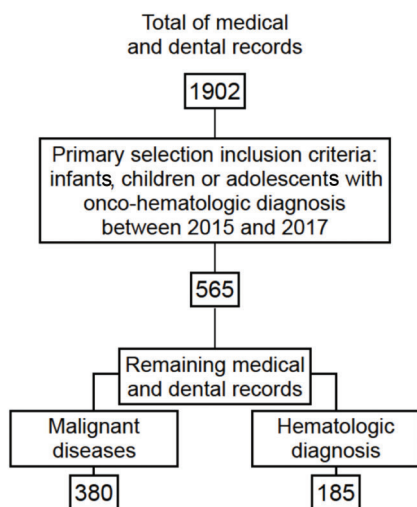 Total of medical
and dental records
1902
Primary selection inclusion criteria:
infants, children or adolescents with
onco-hematologic diagnosis
between 2015 and 2017
565
Remaining medical
and dental records
Malignant
diseases
Hematologic
diagnosis
380
185